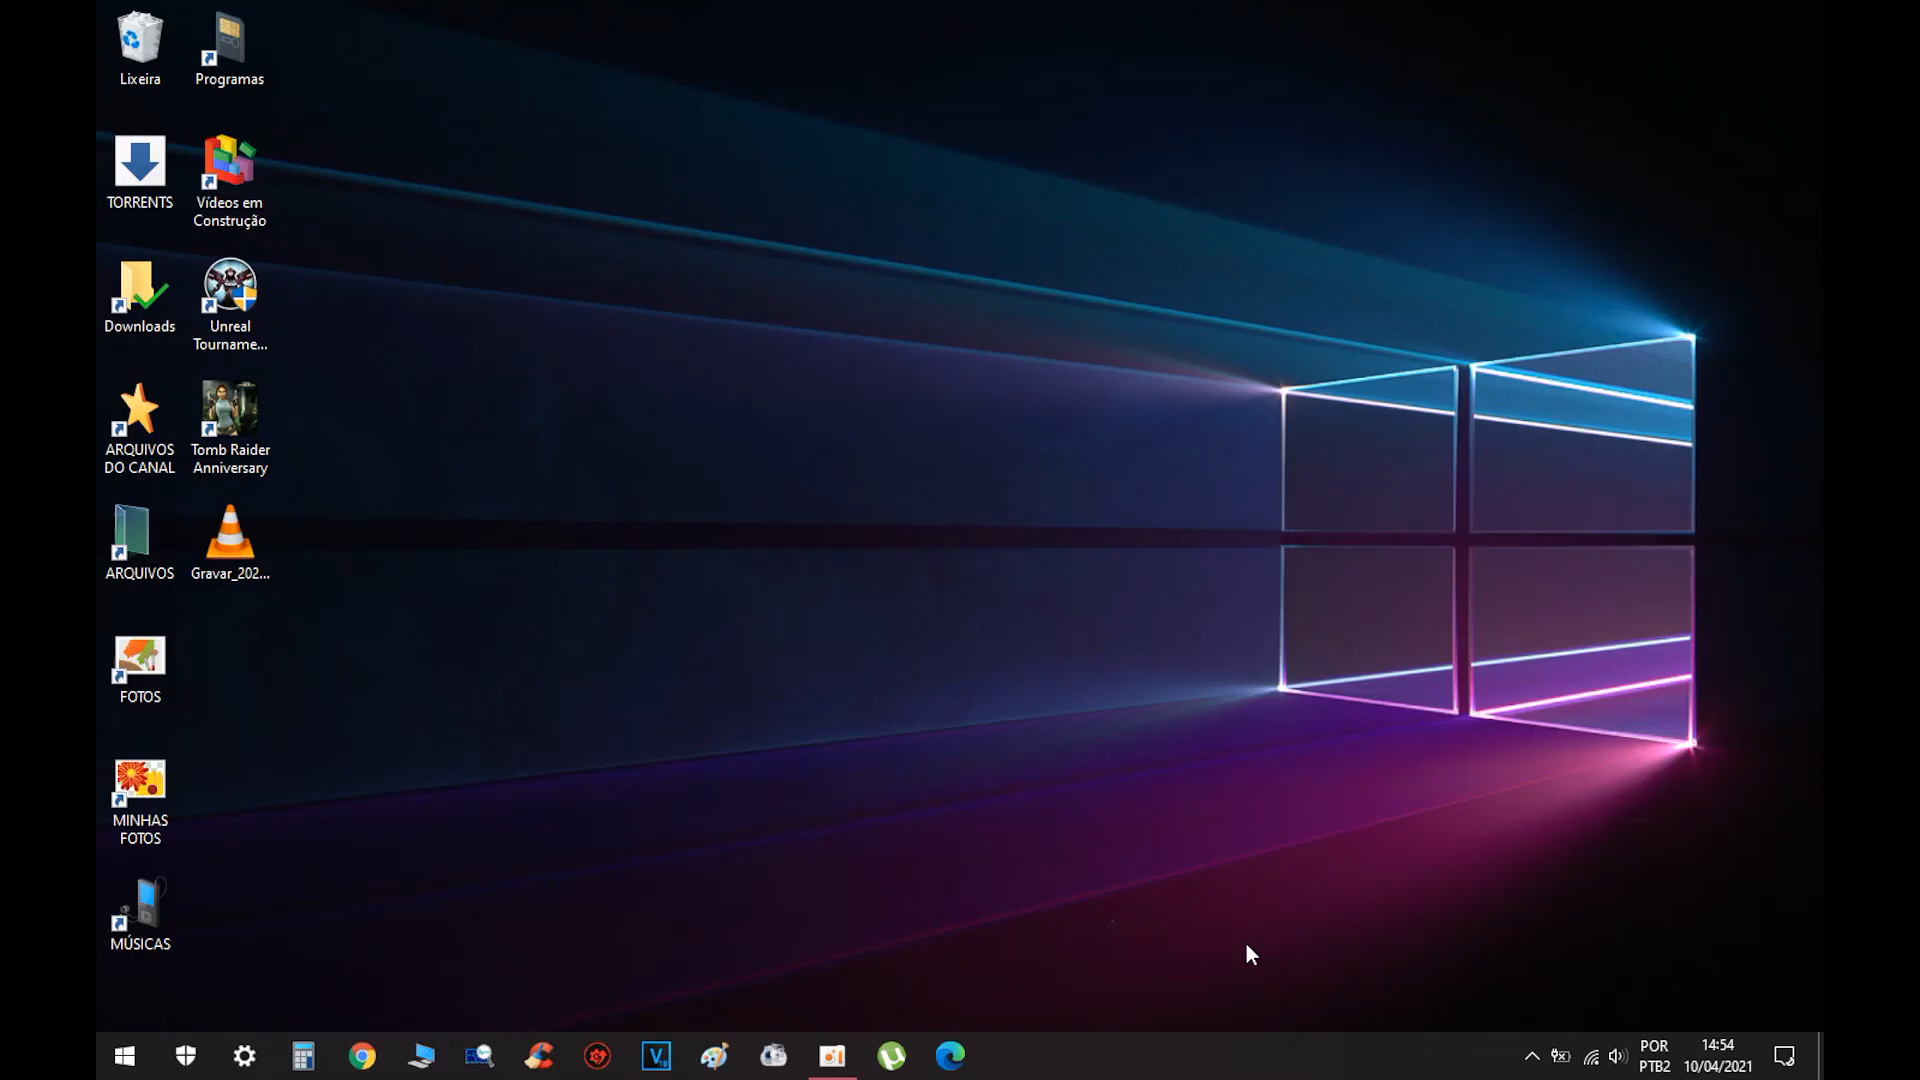 Lixeira
Programas
TORRENTS
Vídeos em
Construção
Downloads
Unreal
Tourname...
ARQUIVOS
DO CANAL
Tomb Raider
Anniversary
ARQUIVOS
Gravar_202...
FOTOS
MINHAS
FOTOS
MÚSICAS
V
18
POR
PTB2
14:54
10/04/2021